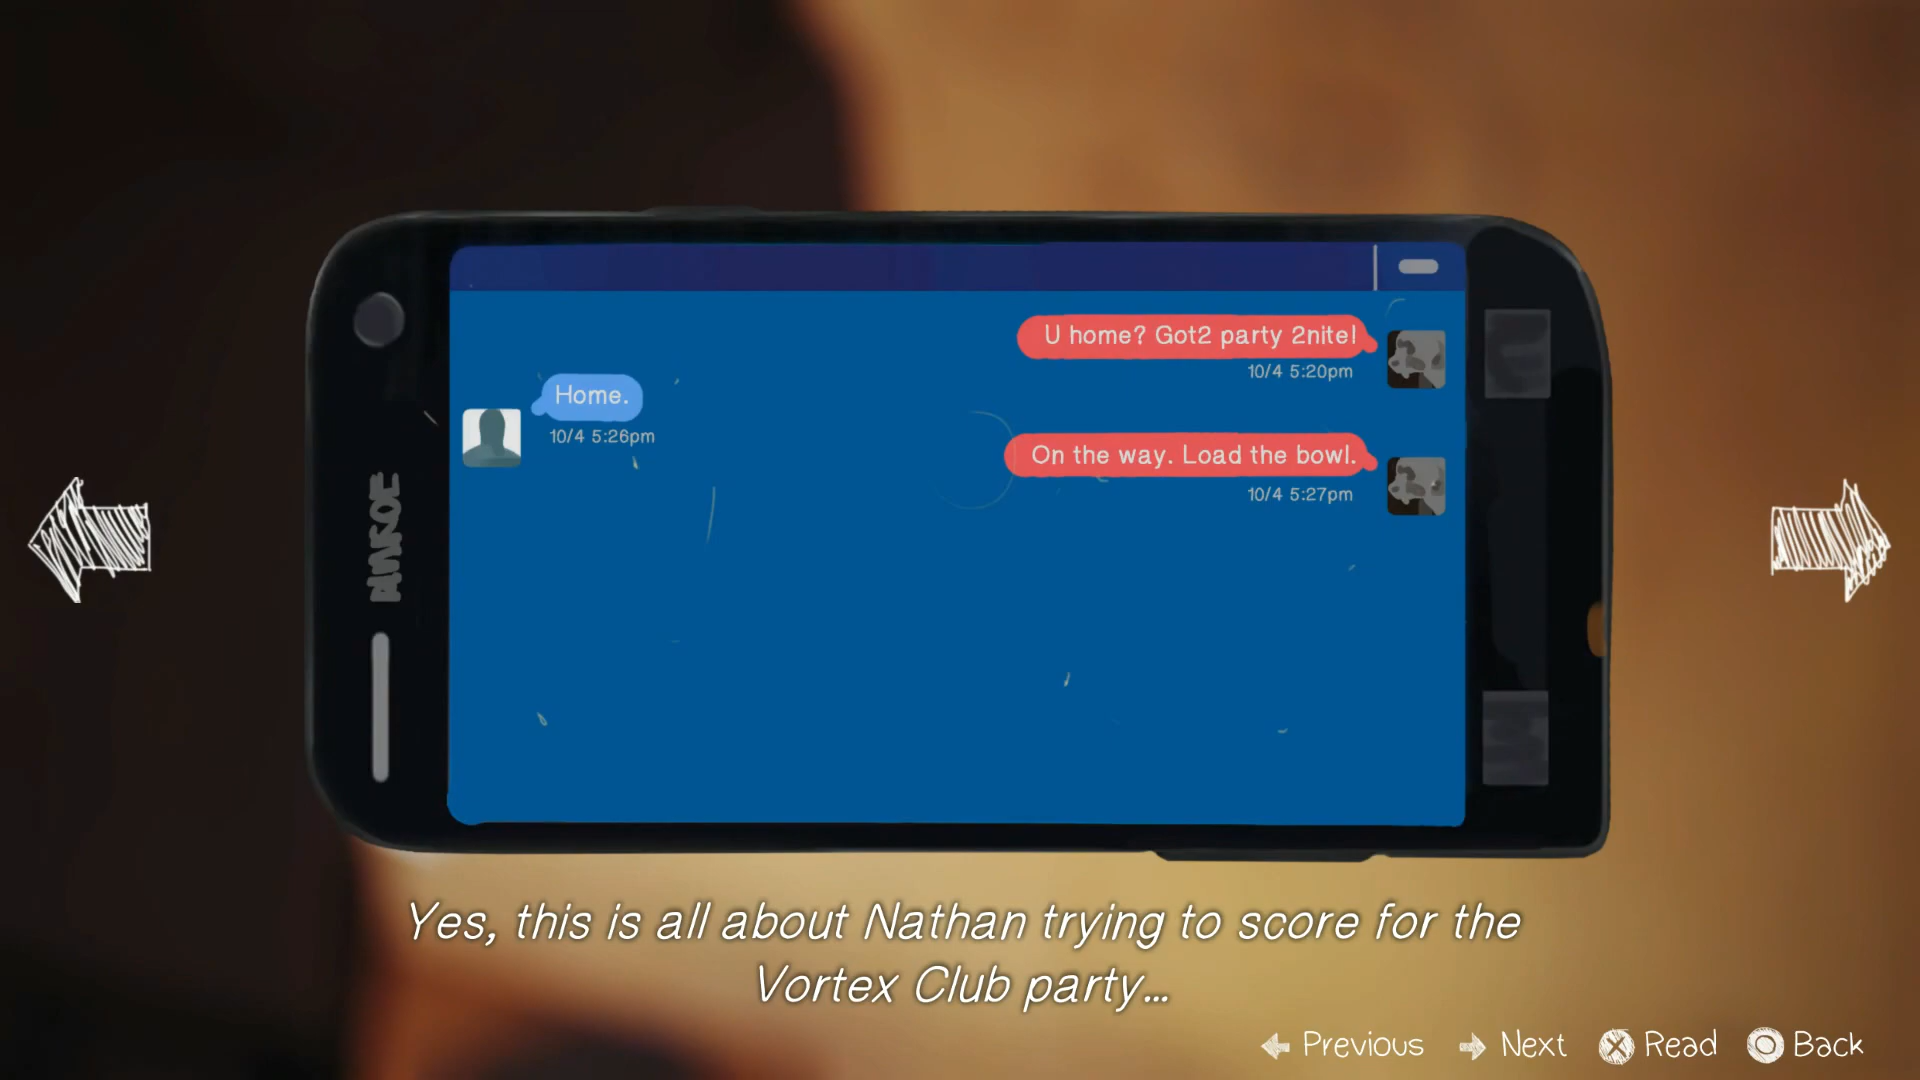 U home? Got2 party 2nite!
10/4 5:20pm
Home.
10/4 5:26pm
On the way. Load the bowl.
10/4 5:27pm
Yes, this is all about Nathan trying to score for the
Vortex Club party...
Previous Next Read Back